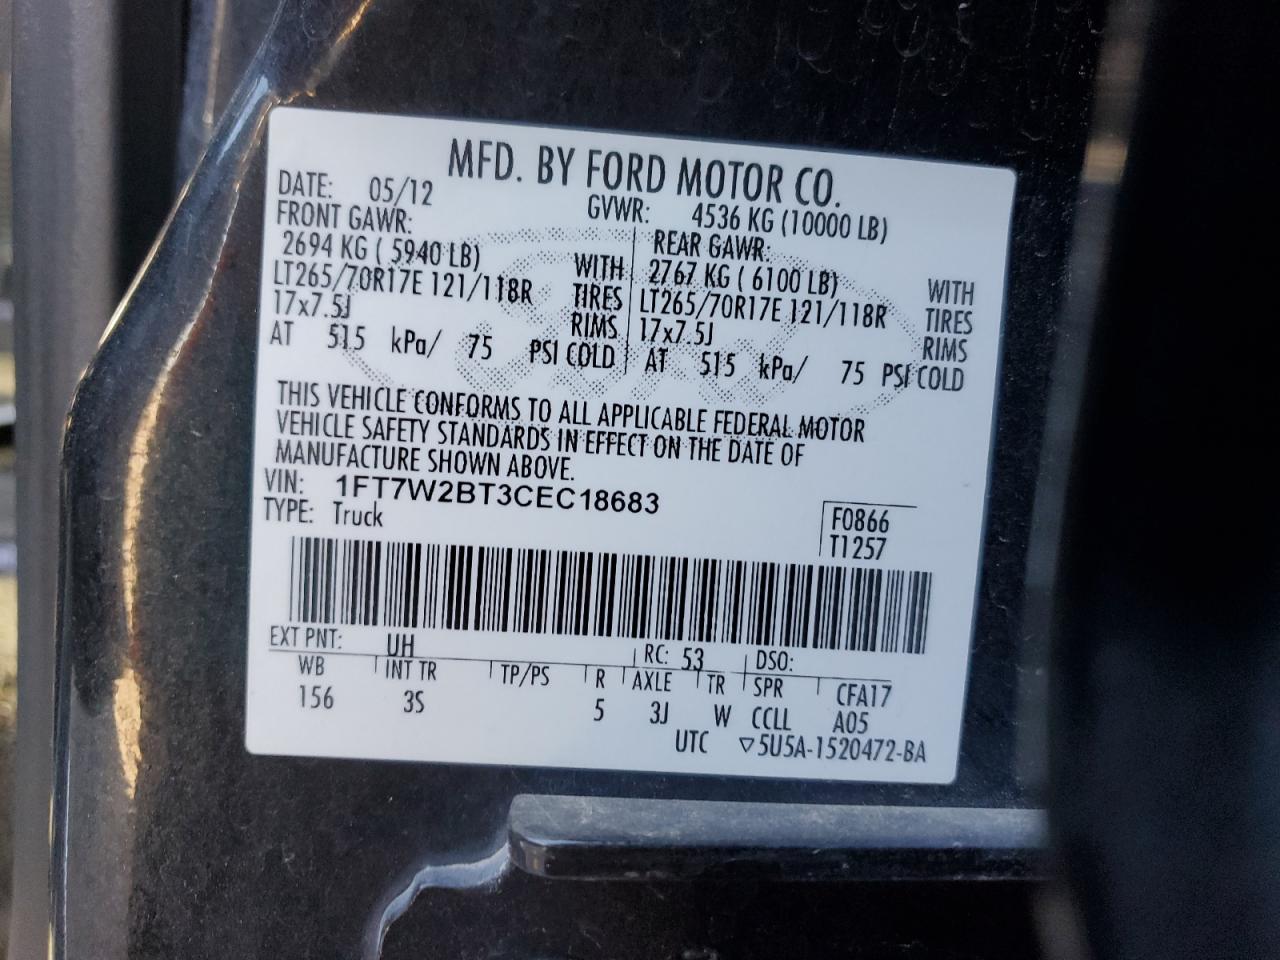 MFD. BY FORD MOTOR CO.
DATE: 05/12 GVWR: 4536 KG (10000 LB)
FRONT GAWR: REAR GAWR:
2694 KG ( 5940 LB) WITH 2767 KG ( 6100 LB) WITH
LT265/70R17E 121/118R TIRES LT265/70R17E 121/118R TIRES
17x7.5J RIMS 17x7.5J RIMS
AT 515 kPa/ 75 PSI COLD AT 515 kPa/ 75 PSI COLD
THIS VEHICLE CONFORMS TO ALL APPLICABLE FEDERAL MOTOR
VEHICLE SAFETY STANDARDS IN EFFECT ON THE DATE OF
MANUFACTURE SHOWN ABOVE.
VIN: 1FT7W2BT3CEC18683
TYPE: Truck F0866
T1257
EXT PNT: UH RC: 53 DSO:
WB INT TR TP/PS R AXLE TR SPR CFA17
156 3S 5 3J W CCLL A05
UTC ▽5U5A-1520472-BA